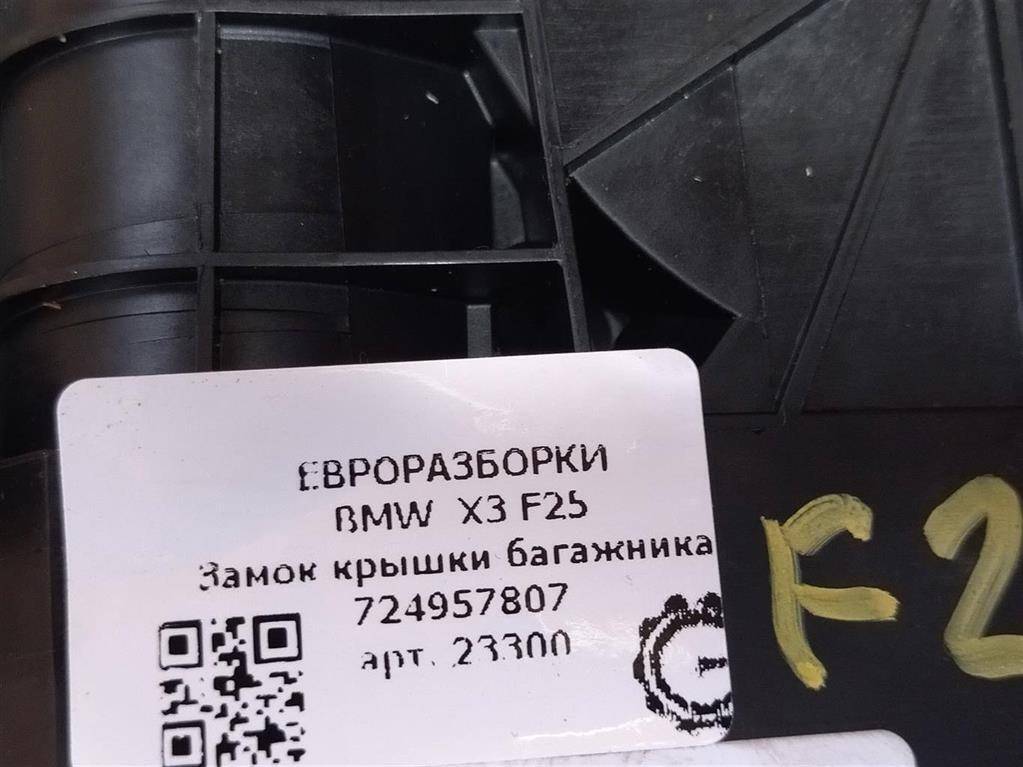 ЕВРОРАЗБОРКИ
BMW X3 F25
Замок крышки багажника
724957807
арт. 23300
F2